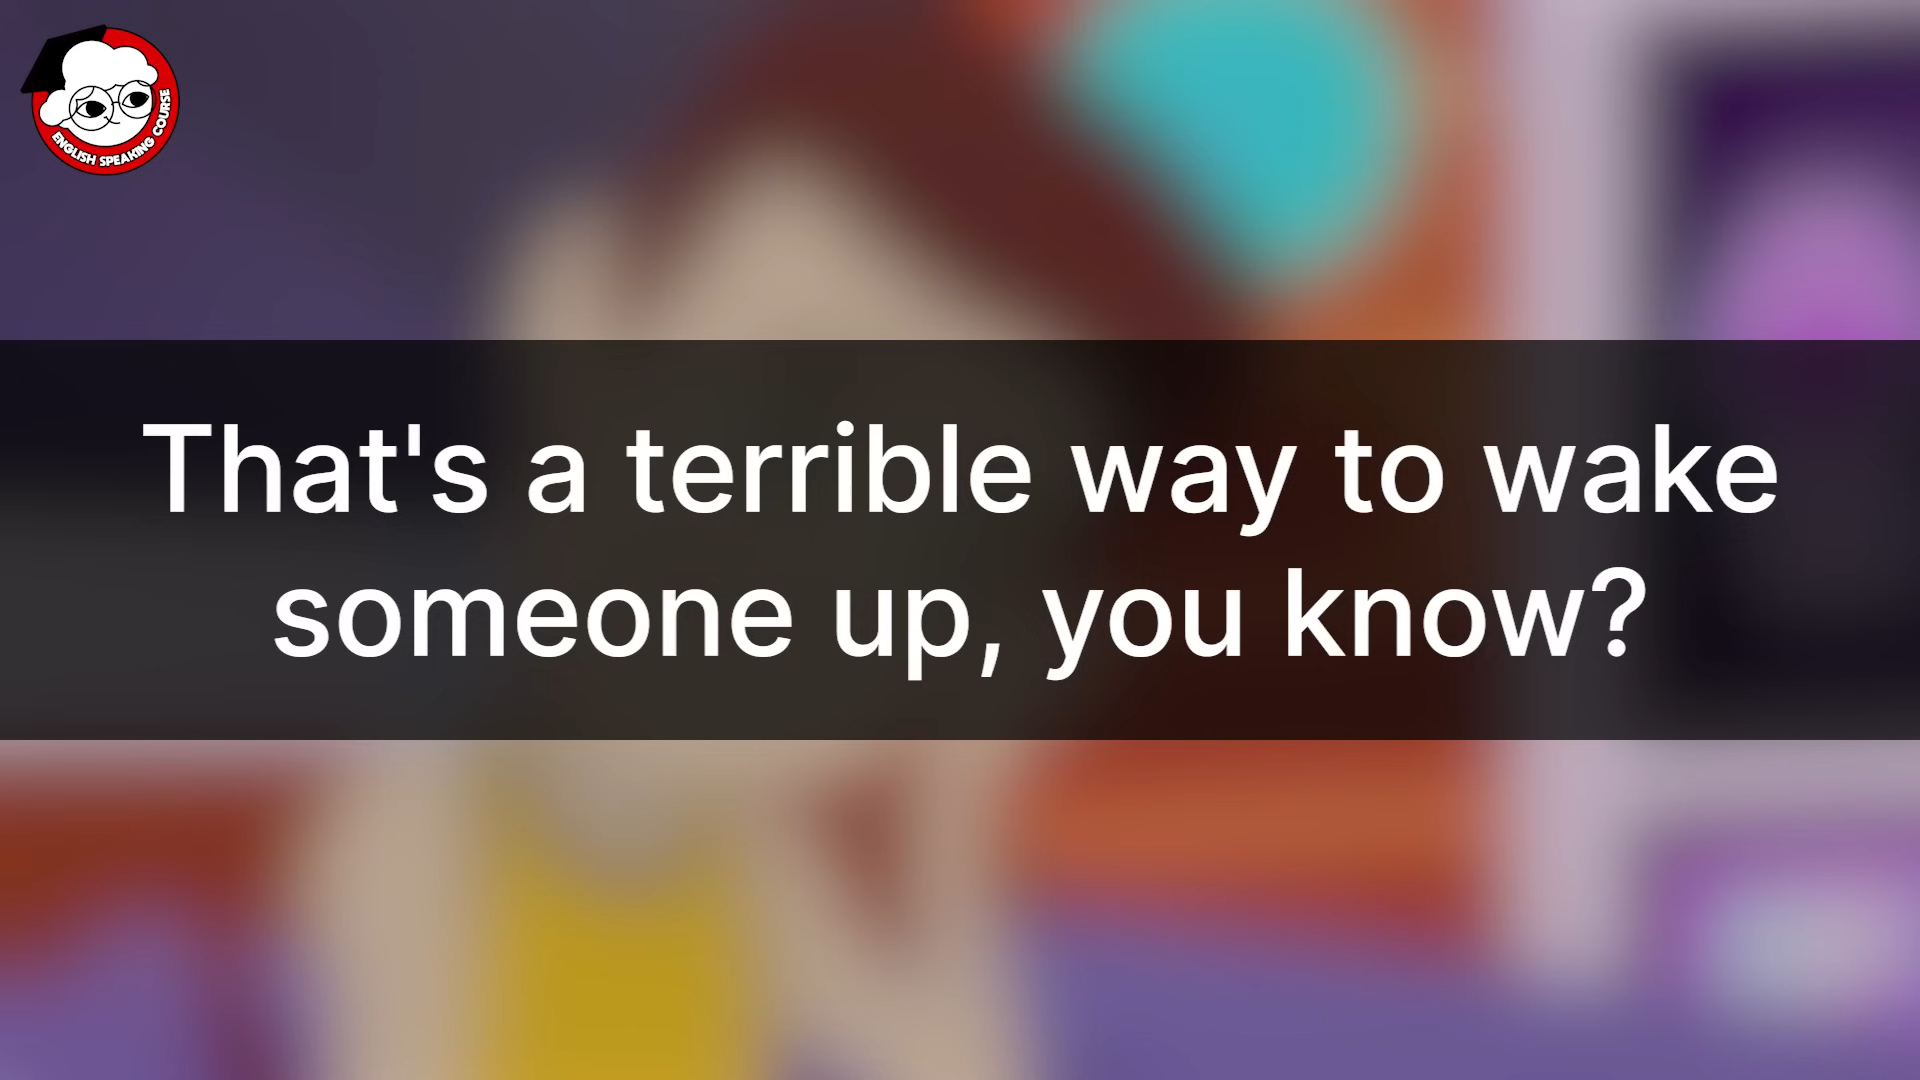 ENGLISH SPEAKING COURSE
That's a terrible way to wake
someone up, you know?